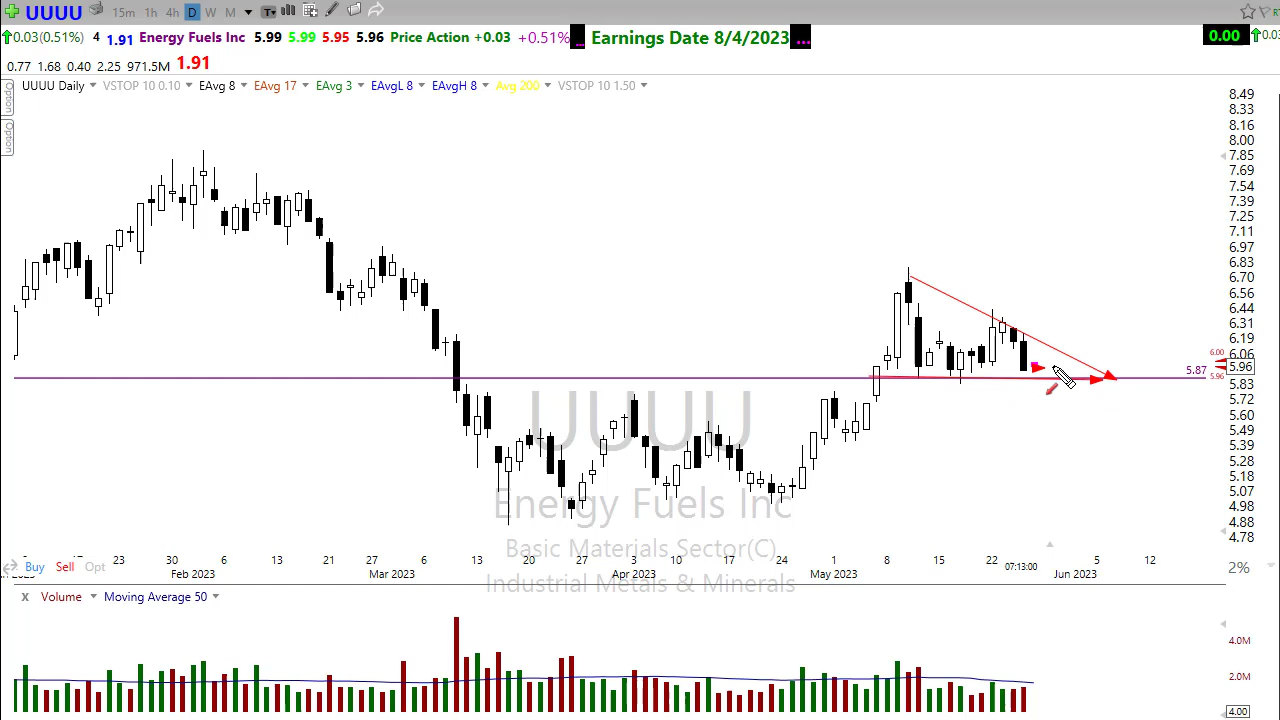 UUUU 15m 1h 4h D W M T
0.03(0.51%) 4 1.91 Energy Fuels Inc 5.99 5.99 5.95 5.96 Price Action +0.03 +0.51% ... Earnings Date 8/4/2023 ... 0.00 0.03
0.77 1.68 0.40 2.25 971.5M 1.91
UUUU Daily VSTOP 10 0.10 EAvg 8 EAvg 17 EAvg 3 EAvgL 8 EAvgH 8 Avg 200 VSTOP 10 1.50
Option
Option
8.49
8.33
8.16
8.00
7.85
7.69
7.54
7.39
7.25
7.11
6.97
6.83
6.70
6.56
6.44
6.31
6.19
6.00 6.06
5.87 5.96 5.96
5.83
5.72
5.60
5.49
5.39
5.28
5.18
5.07
4.98
4.88
4.78
UUUU
Energy Fuels Inc
Basic Materials Sector(C)
Industrial Metals & Minerals
23 30 6 13 21 27 6 13 20 27 3 10 17 24 1 8 15 22 07:13:00 5 12
Feb 2023 Mar 2023 Apr 2023 May 2023 Jun 2023
Buy Sell Opt 2%
x Volume Moving Average 50
4.0M
2.0M
4.00